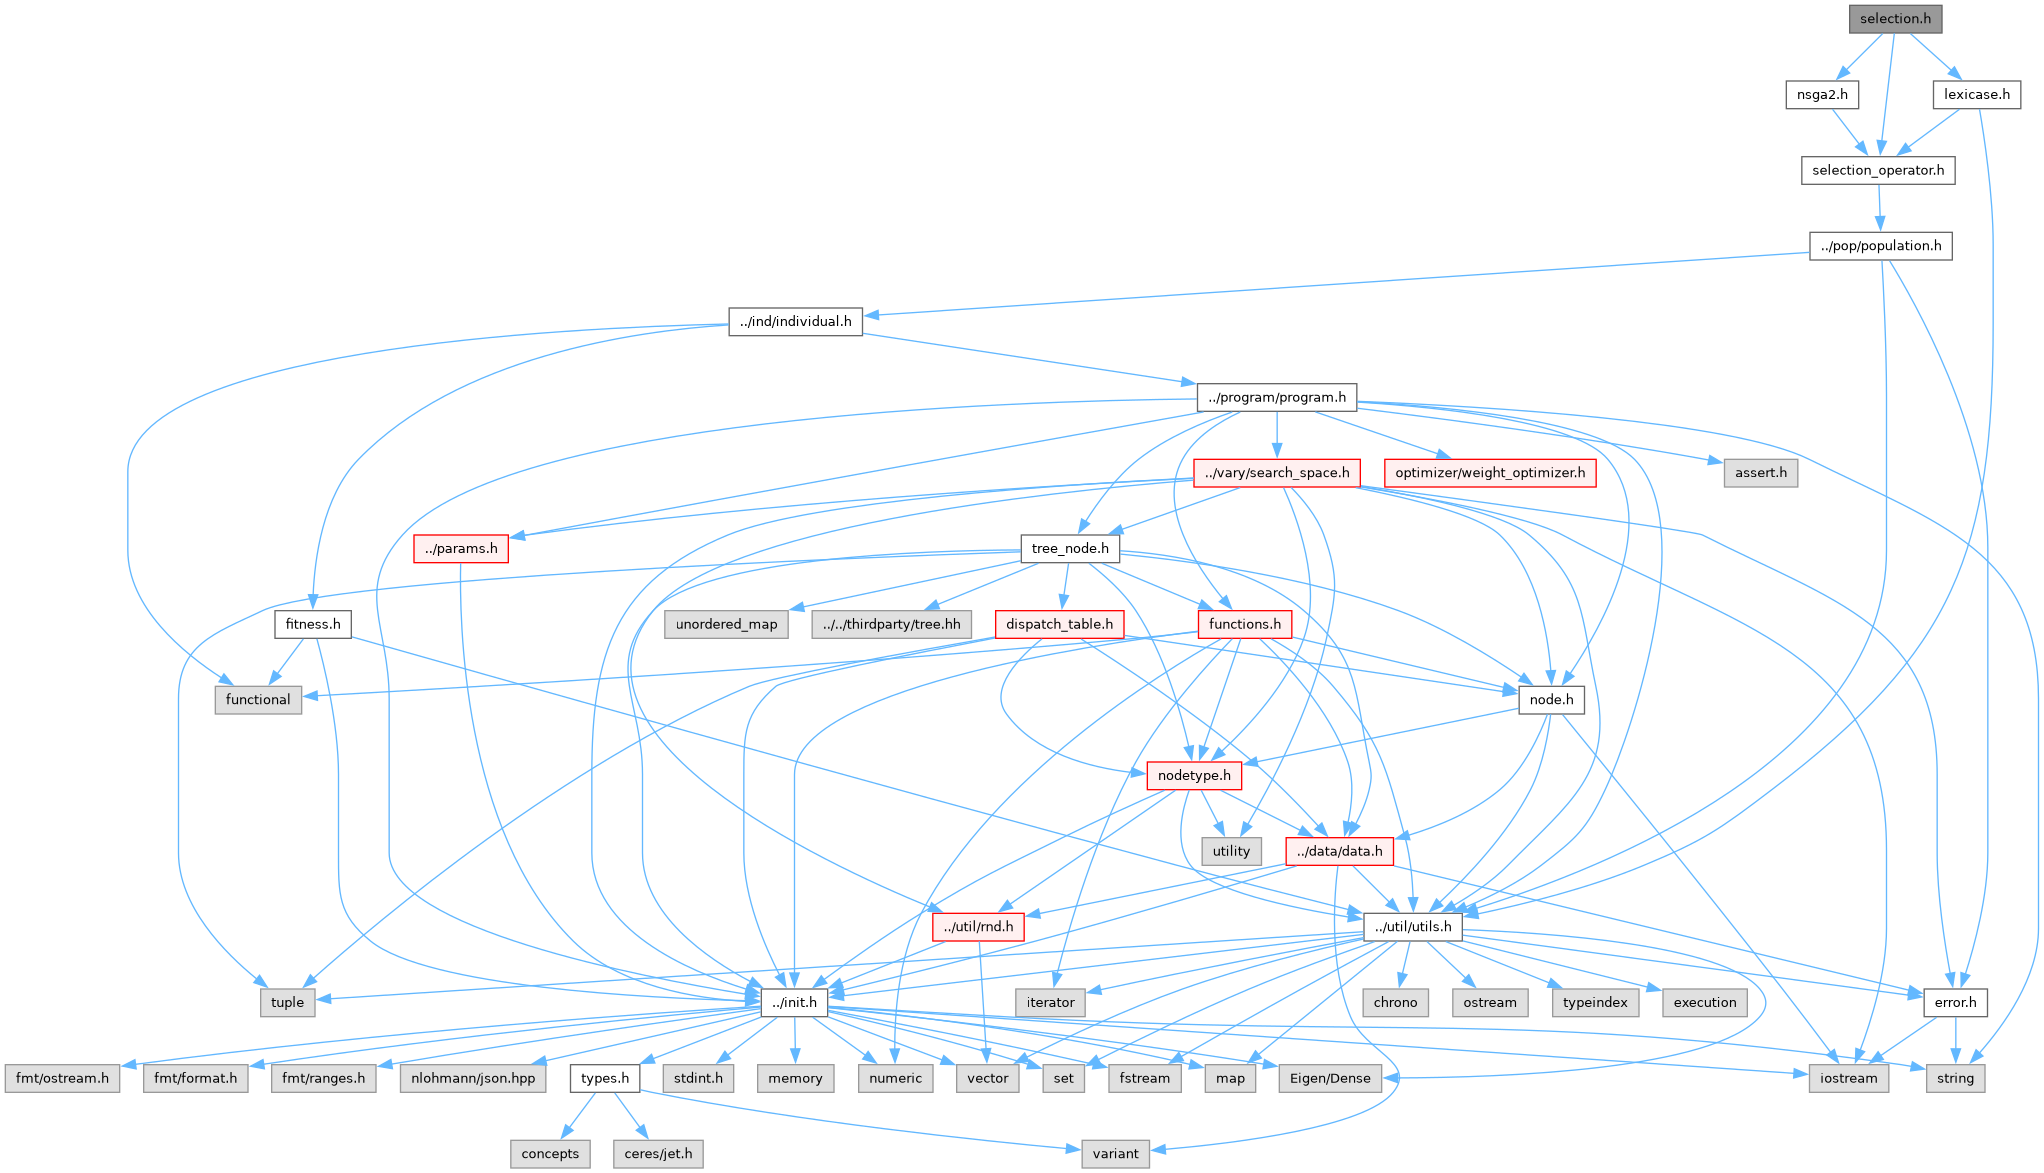 selection.h
nsga2.h
lexicase.h
selection_operator.h
../pop/population.h
../ind/individual.h
../program/program.h
../vary/search_space.h
optimizer/weight_optimizer.h
assert.h
../params.h
tree_node.h
fitness.h
unordered_map
../../thirdparty/tree.hh
dispatch_table.h
functions.h
functional
node.h
nodetype.h
utility
../data/data.h
../util/rnd.h
../util/utils.h
tuple
../init.h
iterator
chrono
ostream
typeindex
execution
error.h
fmt/ostream.h
fmt/format.h
fmt/ranges.h
nlohmann/json.hpp
types.h
stdint.h
memory
numeric
vector
set
fstream
map
Eigen/Dense
iostream
string
concepts
ceres/jet.h
variant